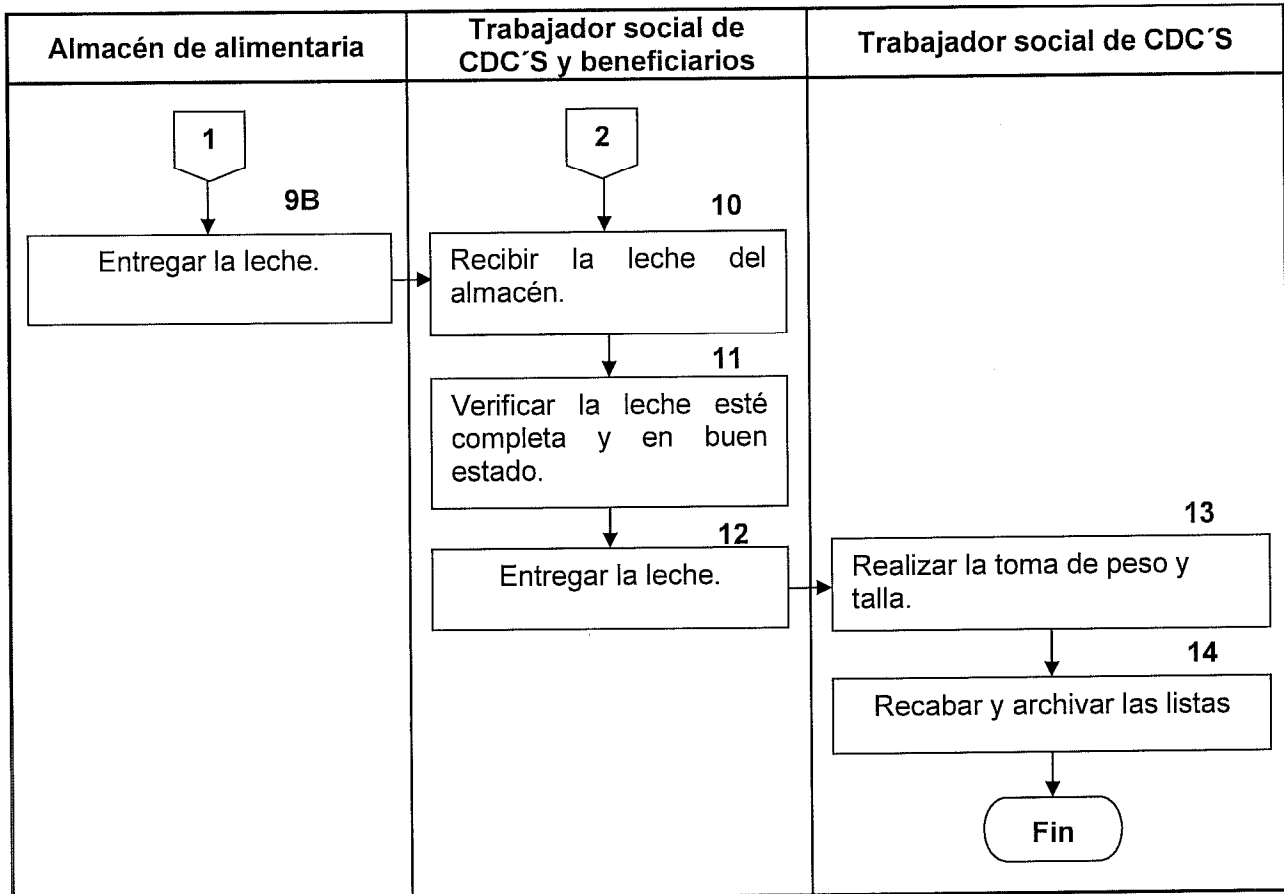 Almacén de alimentaria
Trabajador social de
CDC´S y beneficiarios
Trabajador social de CDC´S
1
2
9B
Entregar la leche.
10
Recibir la leche del
almacén.
11
Verificar la leche esté
completa y en buen
estado.
12
Entregar la leche.
13
Realizar la toma de peso y
talla.
14
Recabar y archivar las listas
Fin